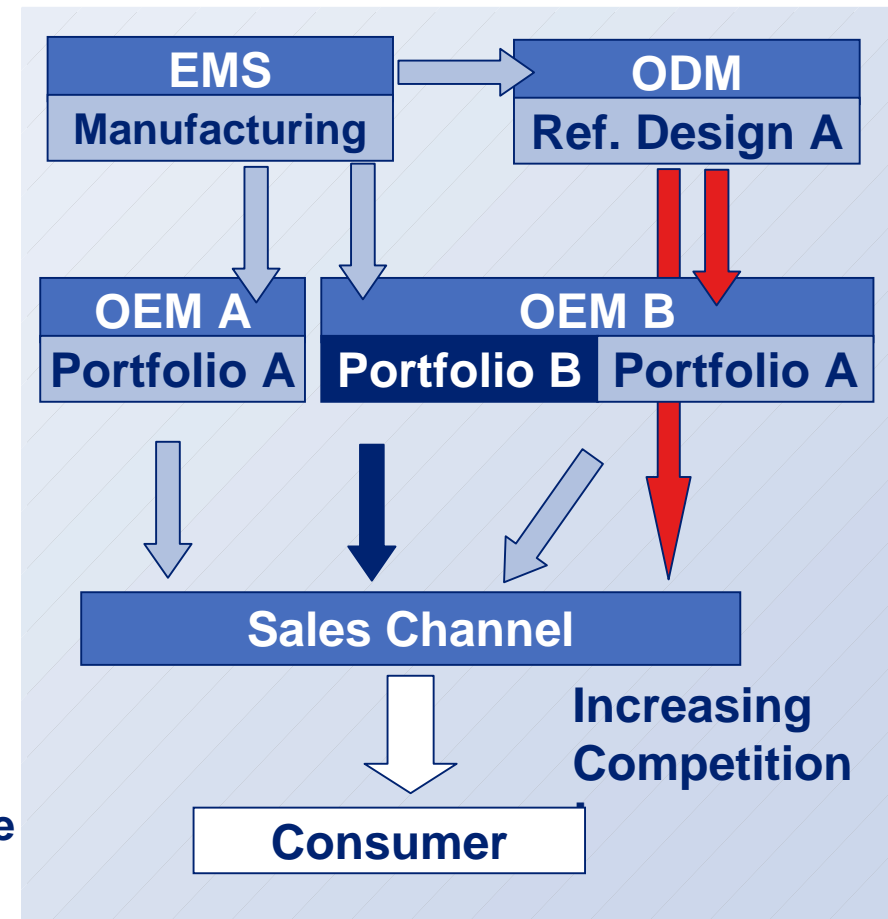 EMS
ODM
Manufacturing
Ref. Design A
OEM A
OEM B
Portfolio A
Portfolio B
Portfolio A
Sales Channel
Increasing
Competition
e
Consumer